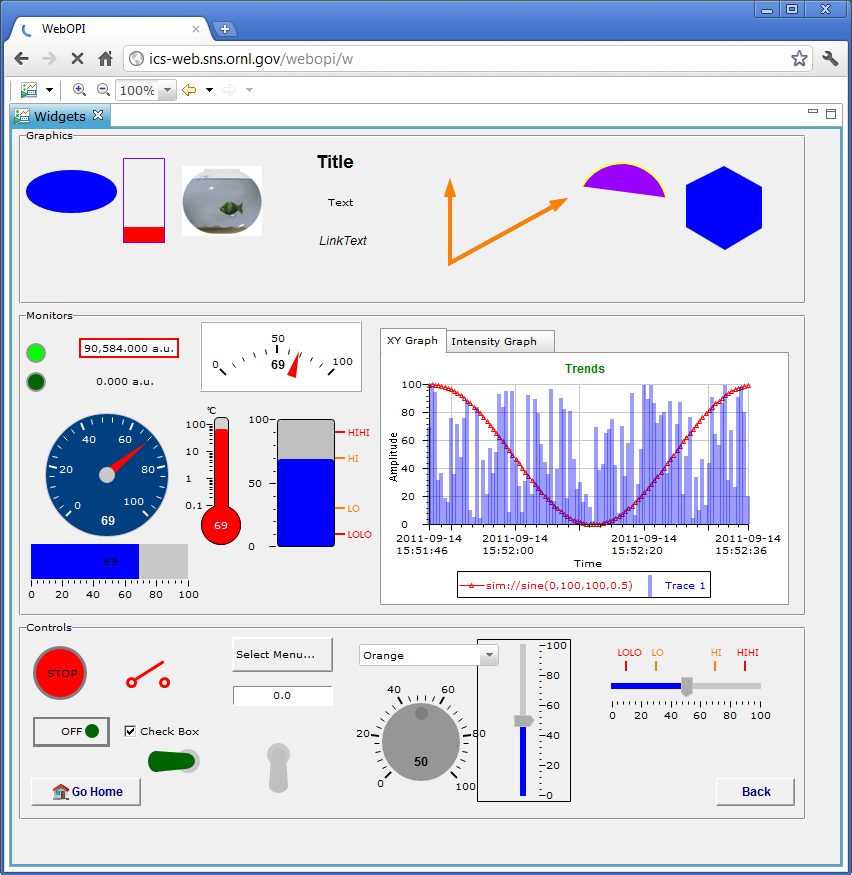 WebOPI
ics-web.sns.ornl.gov/webopi/w
100%
Widgets
Graphics
Title
Text
LinkText
Monitors
90,584.000 a.u.
0.000 a.u.
0 50 100
69
XY Graph Intensity Graph
Trends
Amplitude
100
80
60
40
20
0
2011-09-14 15:51:46
2011-09-14 15:52:00
2011-09-14 15:52:20
2011-09-14 15:52:36
Time
sim://sine(0,100,100,0.5) Trace 1
0 20 40 60 80 100
69
℃
100
10
1
0.1
69
100
50
0
HIHI
HI
LO
LOLO
69
0 20 40 60 80 100
Controls
STOP
Select Menu...
0.0
Orange
OFF
Check Box
0 20 40 60 80 100
50
100
80
60
40
20
0
LOLO LO HI HIHI
0 20 40 60 80 100
Go Home
Back